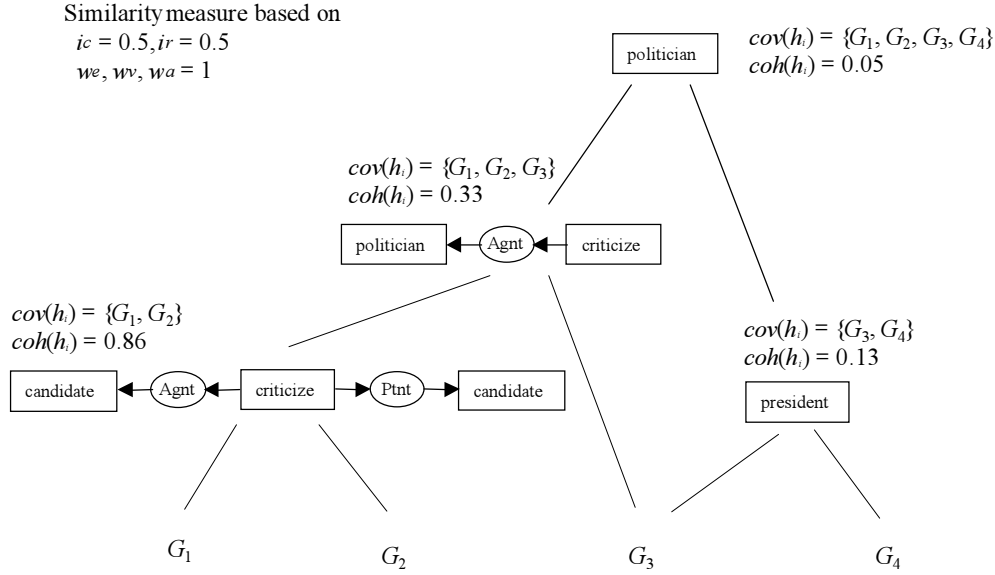 Similarity measure based on
ic = 0.5, ir = 0.5
we, wv, wa = 1
politician
cov(hi) = {G1, G2, G3, G4}
coh(hi) = 0.05
cov(hi) = {G1, G2, G3}
coh(hi) = 0.33
politician Agnt criticize
cov(hi) = {G1, G2}
coh(hi) = 0.86
cov(hi) = {G3, G4}
coh(hi) = 0.13
candidate Agnt criticize Ptnt candidate
president
G1 G2 G3 G4